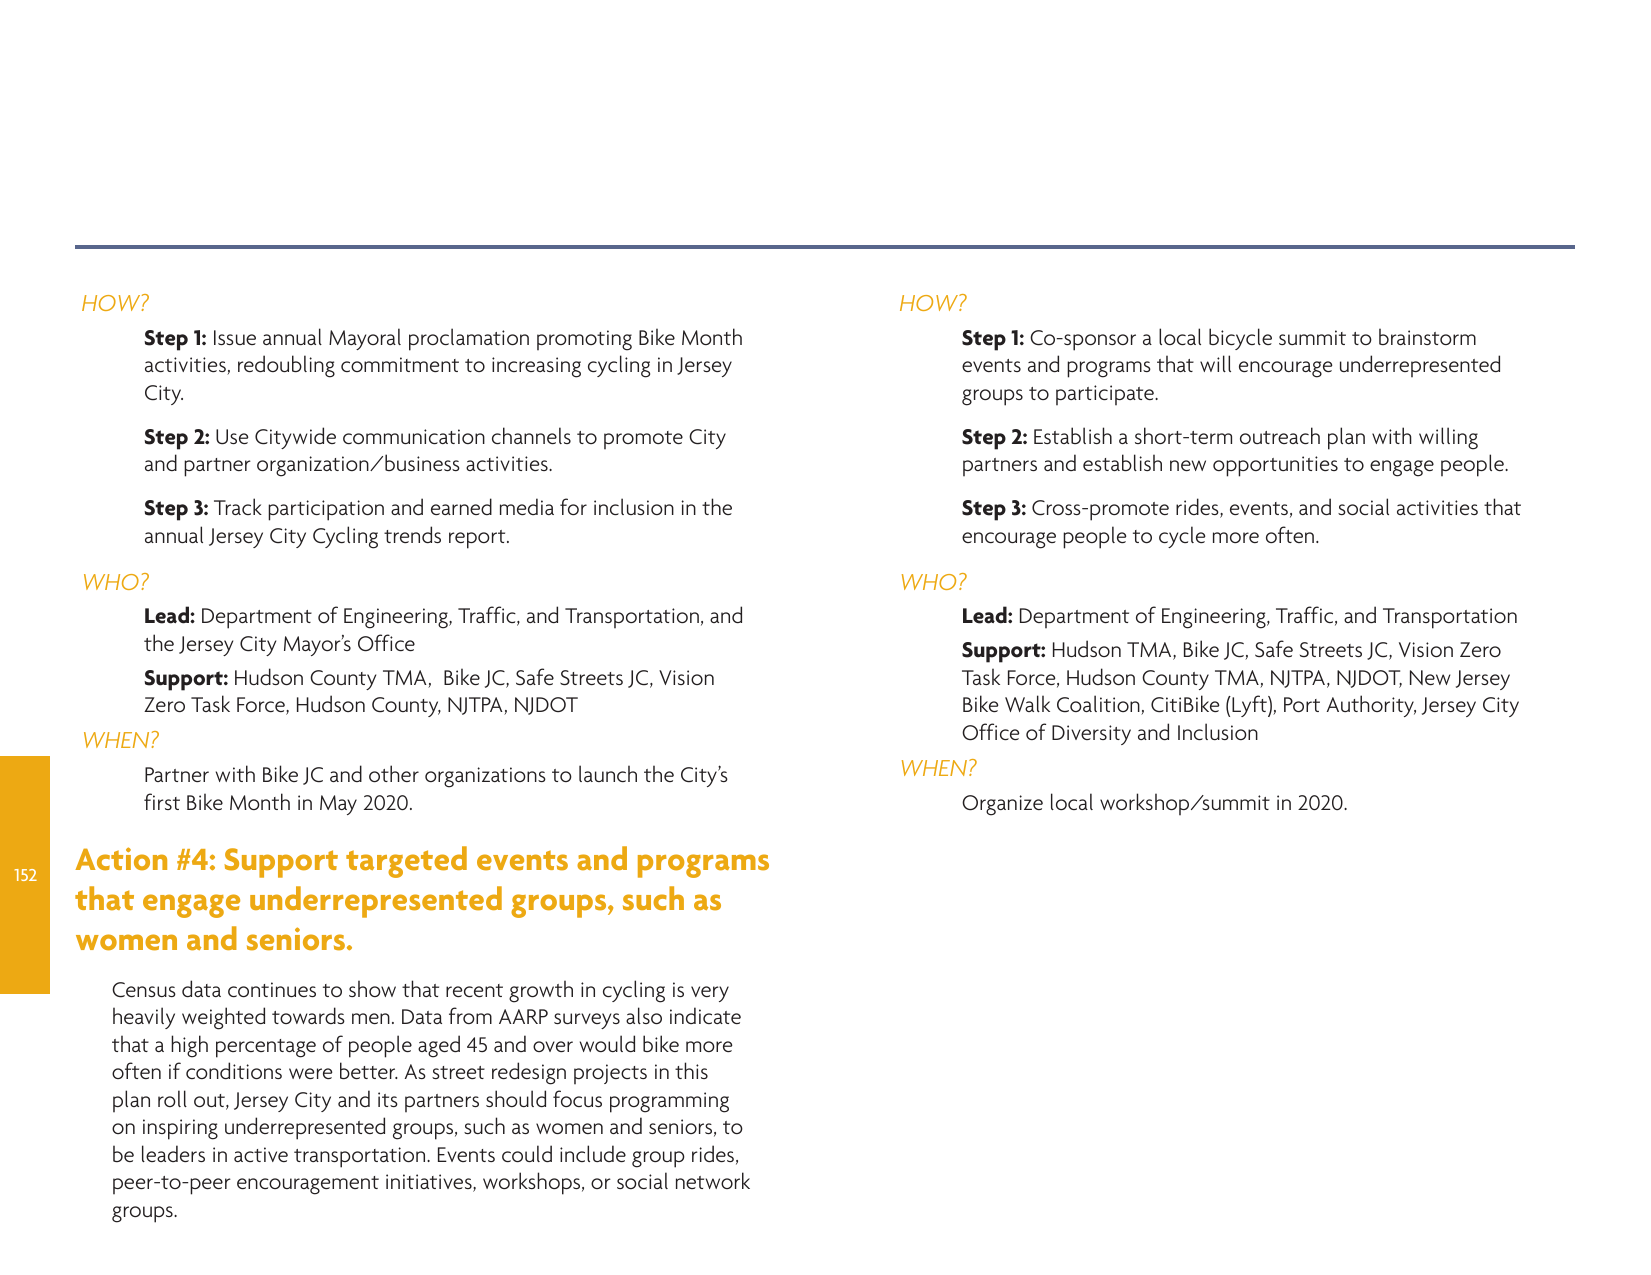 HOW?
Step 1: Issue annual Mayoral proclamation promoting Bike Month
activities, redoubling commitment to increasing cycling in Jersey
City.
Step 2: Use Citywide communication channels to promote City
and partner organization/business activities.
Step 3: Track participation and earned media for inclusion in the
annual Jersey City Cycling trends report.
WHO?
Lead: Department of Engineering, Traffic, and Transportation, and
the Jersey City Mayor’s Office
Support: Hudson County TMA,  Bike JC, Safe Streets JC, Vision
Zero Task Force, Hudson County, NJTPA, NJDOT
WHEN?
Partner with Bike JC and other organizations to launch the City’s
first Bike Month in May 2020.
152
Action #4: Support targeted events and programs
that engage underrepresented groups, such as
women and seniors.
Census data continues to show that recent growth in cycling is very
heavily weighted towards men. Data from AARP surveys also indicate
that a high percentage of people aged 45 and over would bike more
often if conditions were better. As street redesign projects in this
plan roll out, Jersey City and its partners should focus programming
on inspiring underrepresented groups, such as women and seniors, to
be leaders in active transportation. Events could include group rides,
peer-to-peer encouragement initiatives, workshops, or social network
groups.
HOW?
Step 1: Co-sponsor a local bicycle summit to brainstorm
events and programs that will encourage underrepresented
groups to participate.
Step 2: Establish a short-term outreach plan with willing
partners and establish new opportunities to engage people.
Step 3: Cross-promote rides, events, and social activities that
encourage people to cycle more often.
WHO?
Lead: Department of Engineering, Traffic, and Transportation
Support: Hudson TMA, Bike JC, Safe Streets JC, Vision Zero
Task Force, Hudson County TMA, NJTPA, NJDOT, New Jersey
Bike Walk Coalition, CitiBike (Lyft), Port Authority, Jersey City
Office of Diversity and Inclusion
WHEN?
Organize local workshop/summit in 2020.